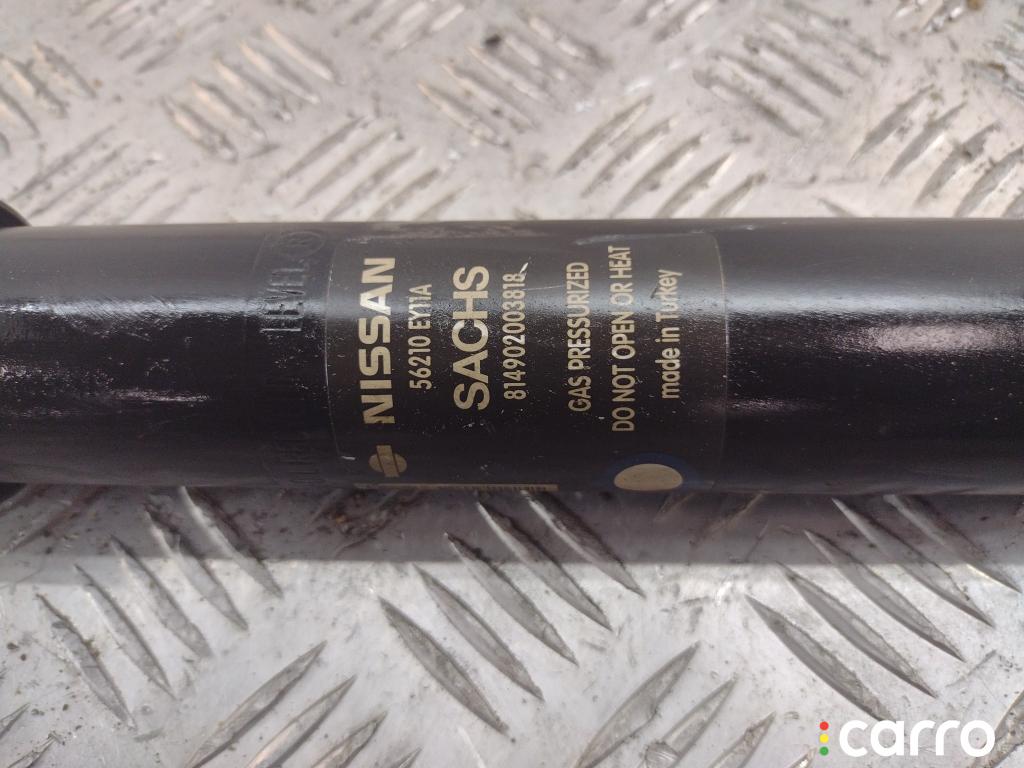 NISSAN
56210 EY11A
SACHS
814902003818
GAS PRESSURIZED
DO NOT OPEN OR HEAT
made in Turkey
carro